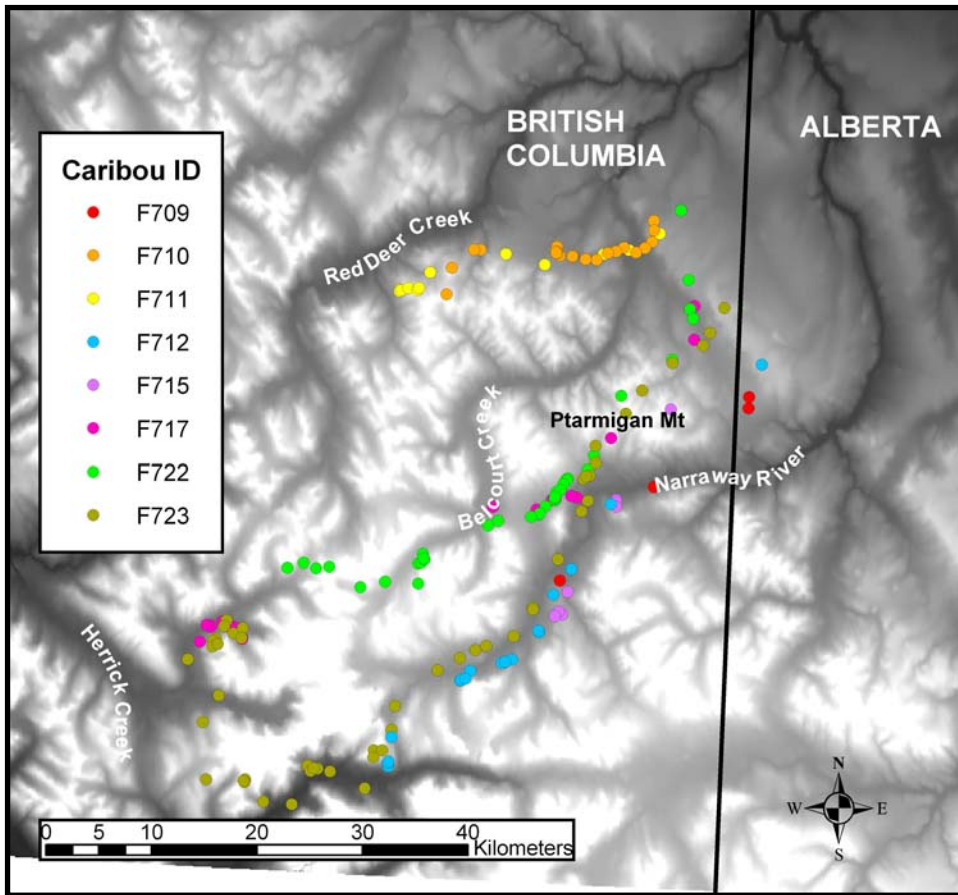 BRITISH
COLUMBIA
ALBERTA
Caribou ID
F709
F710
F711
F712
F715
F717
F722
F723
Red Deer Creek
Ptarmigan Mt
Belcourt Creek
Narraway River
Herrick Creek
N
W E
S
0 5 10 20 30 40
Kilometers